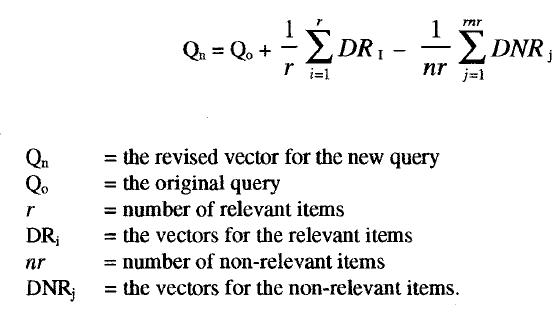 Qn = Qo + 1/r r∑i=1 DR I − 1/nr mr∑j=1 DNR j
Qn = the revised vector for the new query
Qo = the original query
r = number of relevant items
DRi = the vectors for the relevant items
nr = number of non-relevant items
DNRj = the vectors for the non-relevant items.